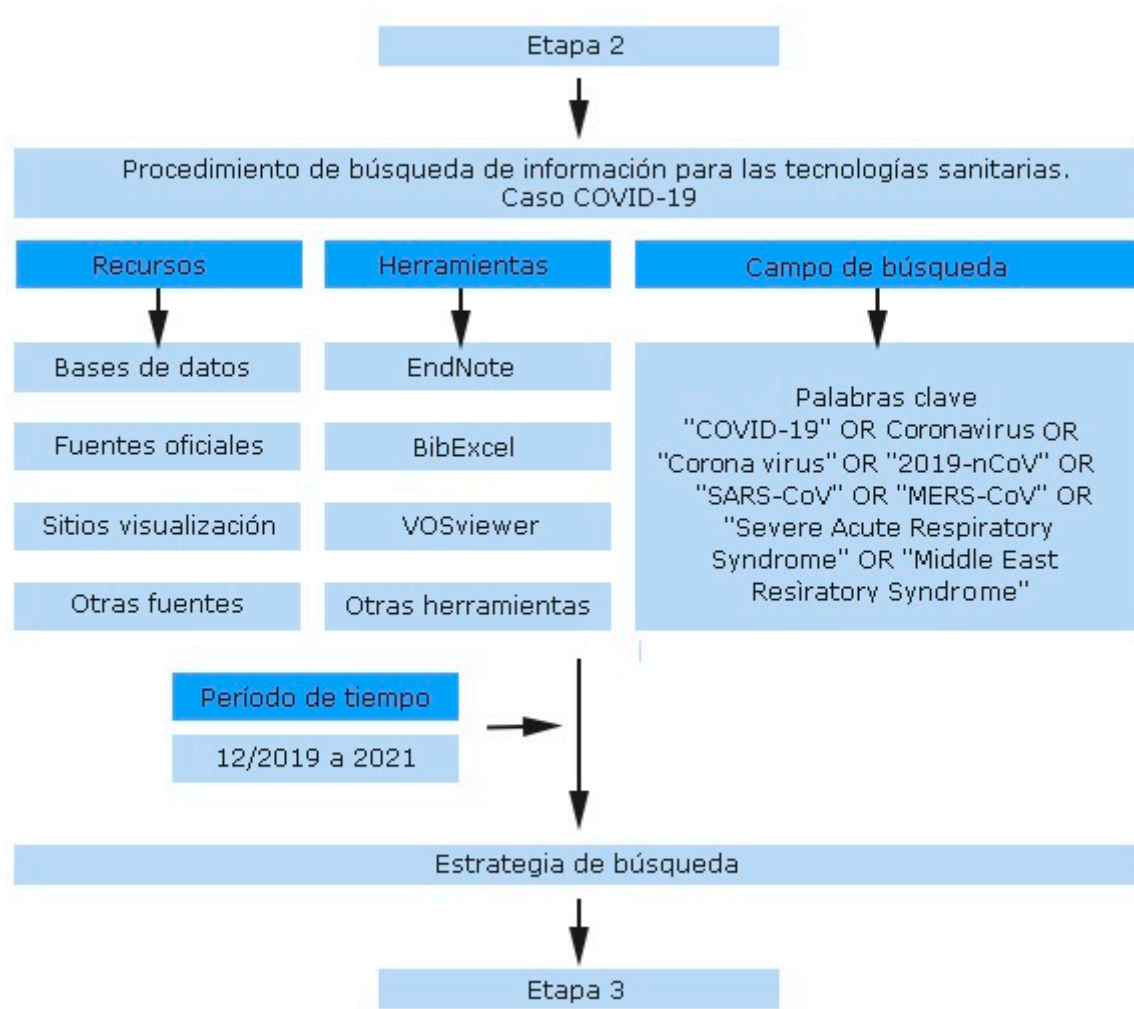 Etapa 2
Procedimiento de búsqueda de información para las tecnologías sanitarias.
Caso COVID-19
Recursos
Bases de datos
Fuentes oficiales
Sitios visualización
Otras fuentes
Herramientas
EndNote
BibExcel
VOSviewer
Otras herramientas
Campo de búsqueda
Palabras clave
"COVID-19" OR Coronavirus OR
"Corona virus" OR "2019-nCoV" OR
"SARS-CoV" OR "MERS-CoV" OR
"Severe Acute Respiratory
Syndrome" OR "Middle East
Resìratory Syndrome"
Período de tiempo
12/2019 a 2021
Estrategia de búsqueda
Etapa 3